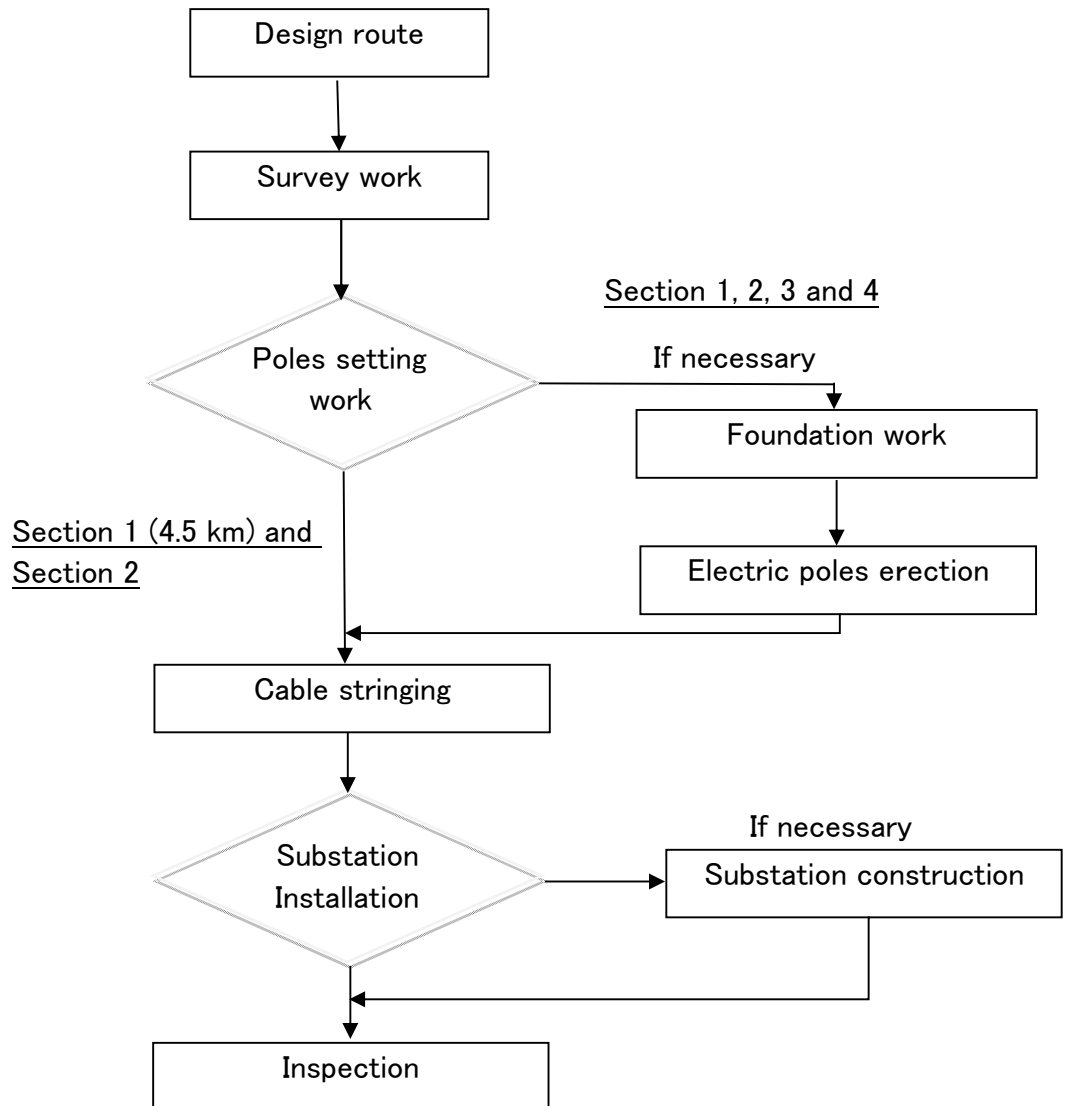 Design route
Survey work
Section 1, 2, 3 and 4
Poles setting
work
If necessary
Foundation work
Section 1 (4.5 km) and
Section 2
Electric poles erection
Cable stringing
Substation
Installation
If necessary
Substation construction
Inspection